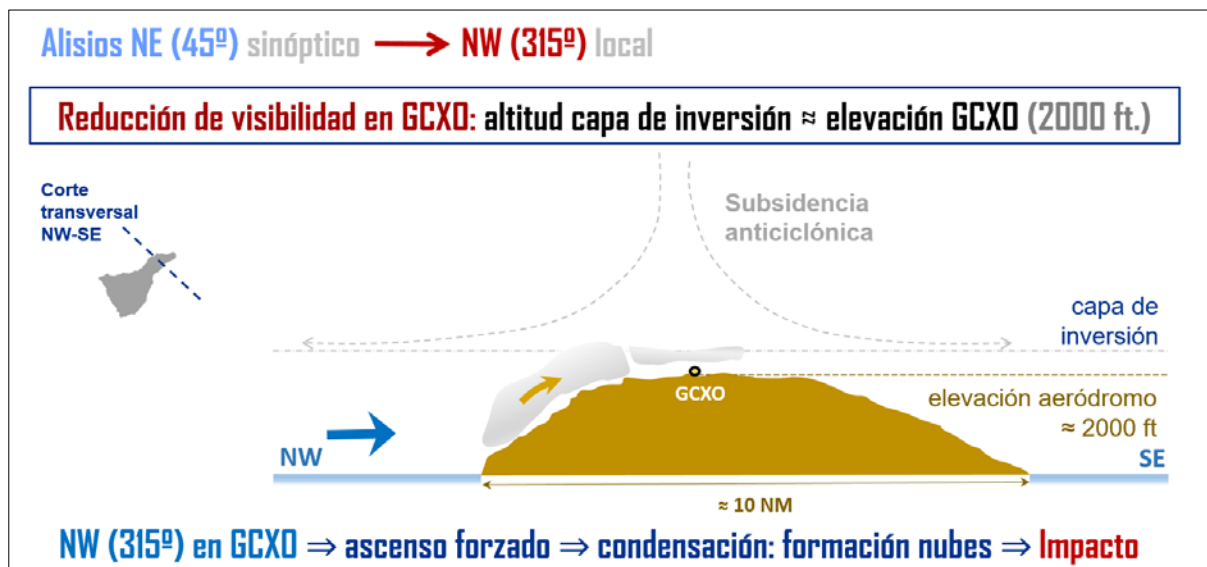 Alisios NE (45º) sinóptico → NW (315º) local
Reducción de visibilidad en GCXO: altitud capa de inversión ≈ elevación GCXO (2000 ft.)
Corte
transversal
NW-SE
Subsidencia
anticiclónica
capa de
inversión
GCXO
elevación aeródromo
≈ 2000 ft
NW
SE
≈ 10 NM
NW (315º) en GCXO ⇒ ascenso forzado ⇒ condensación: formación nubes ⇒ Impacto